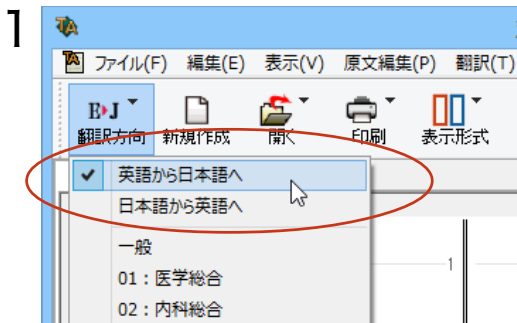 1
TA
ファイル(F) 編集(E) 表示(V) 原文編集(P) 翻訳(T)
E▸J
翻訳方向 新規作成 開く 印刷 表示形式
✔ 英語から日本語へ
日本語から英語へ
一般
01：医学総合
02：内科総合
1